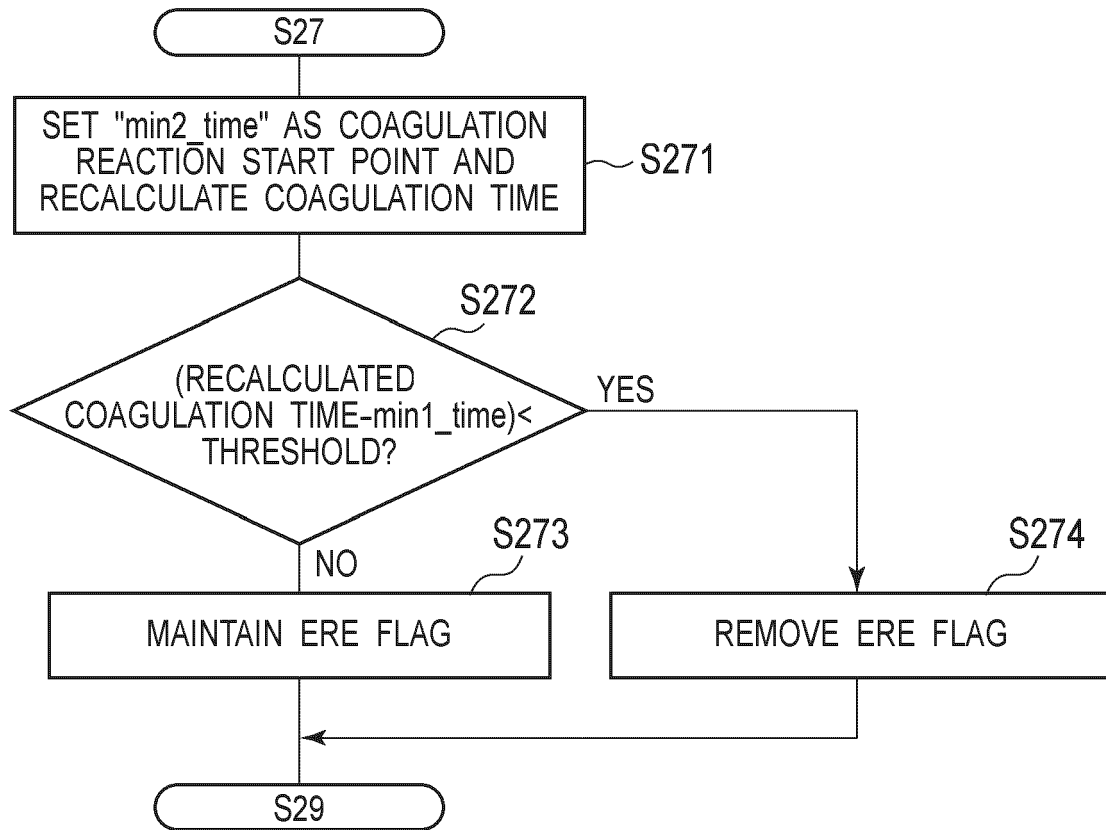 S27
SET "min2_time" AS COAGULATION
REACTION START POINT AND
RECALCULATE COAGULATION TIME
S271
S272
(RECALCULATED
COAGULATION TIME-min1_time)<
THRESHOLD?
YES
NO
S273
MAINTAIN ERE FLAG
S274
REMOVE ERE FLAG
S29